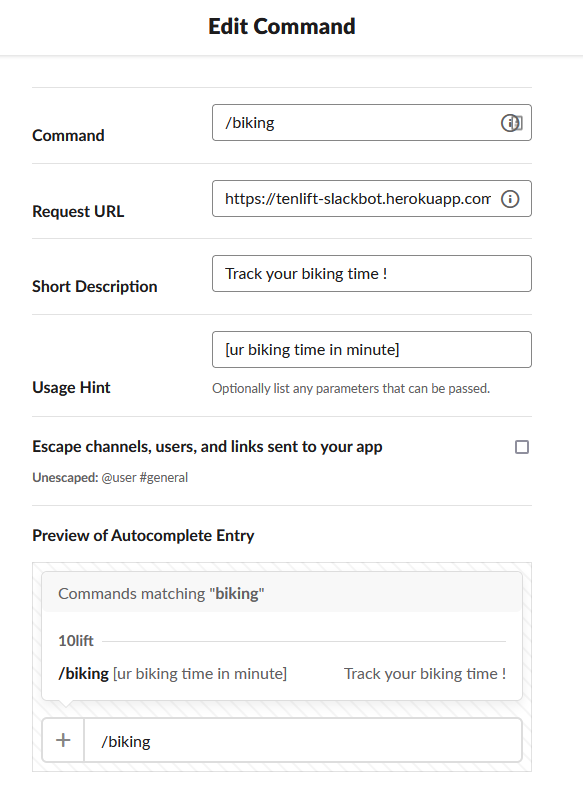 Edit Command
Command
/biking
Request URL
https://tenlift-slackbot.herokuapp.com
Short Description
Track your biking time !
[ur biking time in minute]
Usage Hint
Optionally list any parameters that can be passed.
Escape channels, users, and links sent to your app
Unescaped: @user #general
Preview of Autocomplete Entry
Commands matching "biking"
10lift
/biking [ur biking time in minute] Track your biking time !
+ /biking